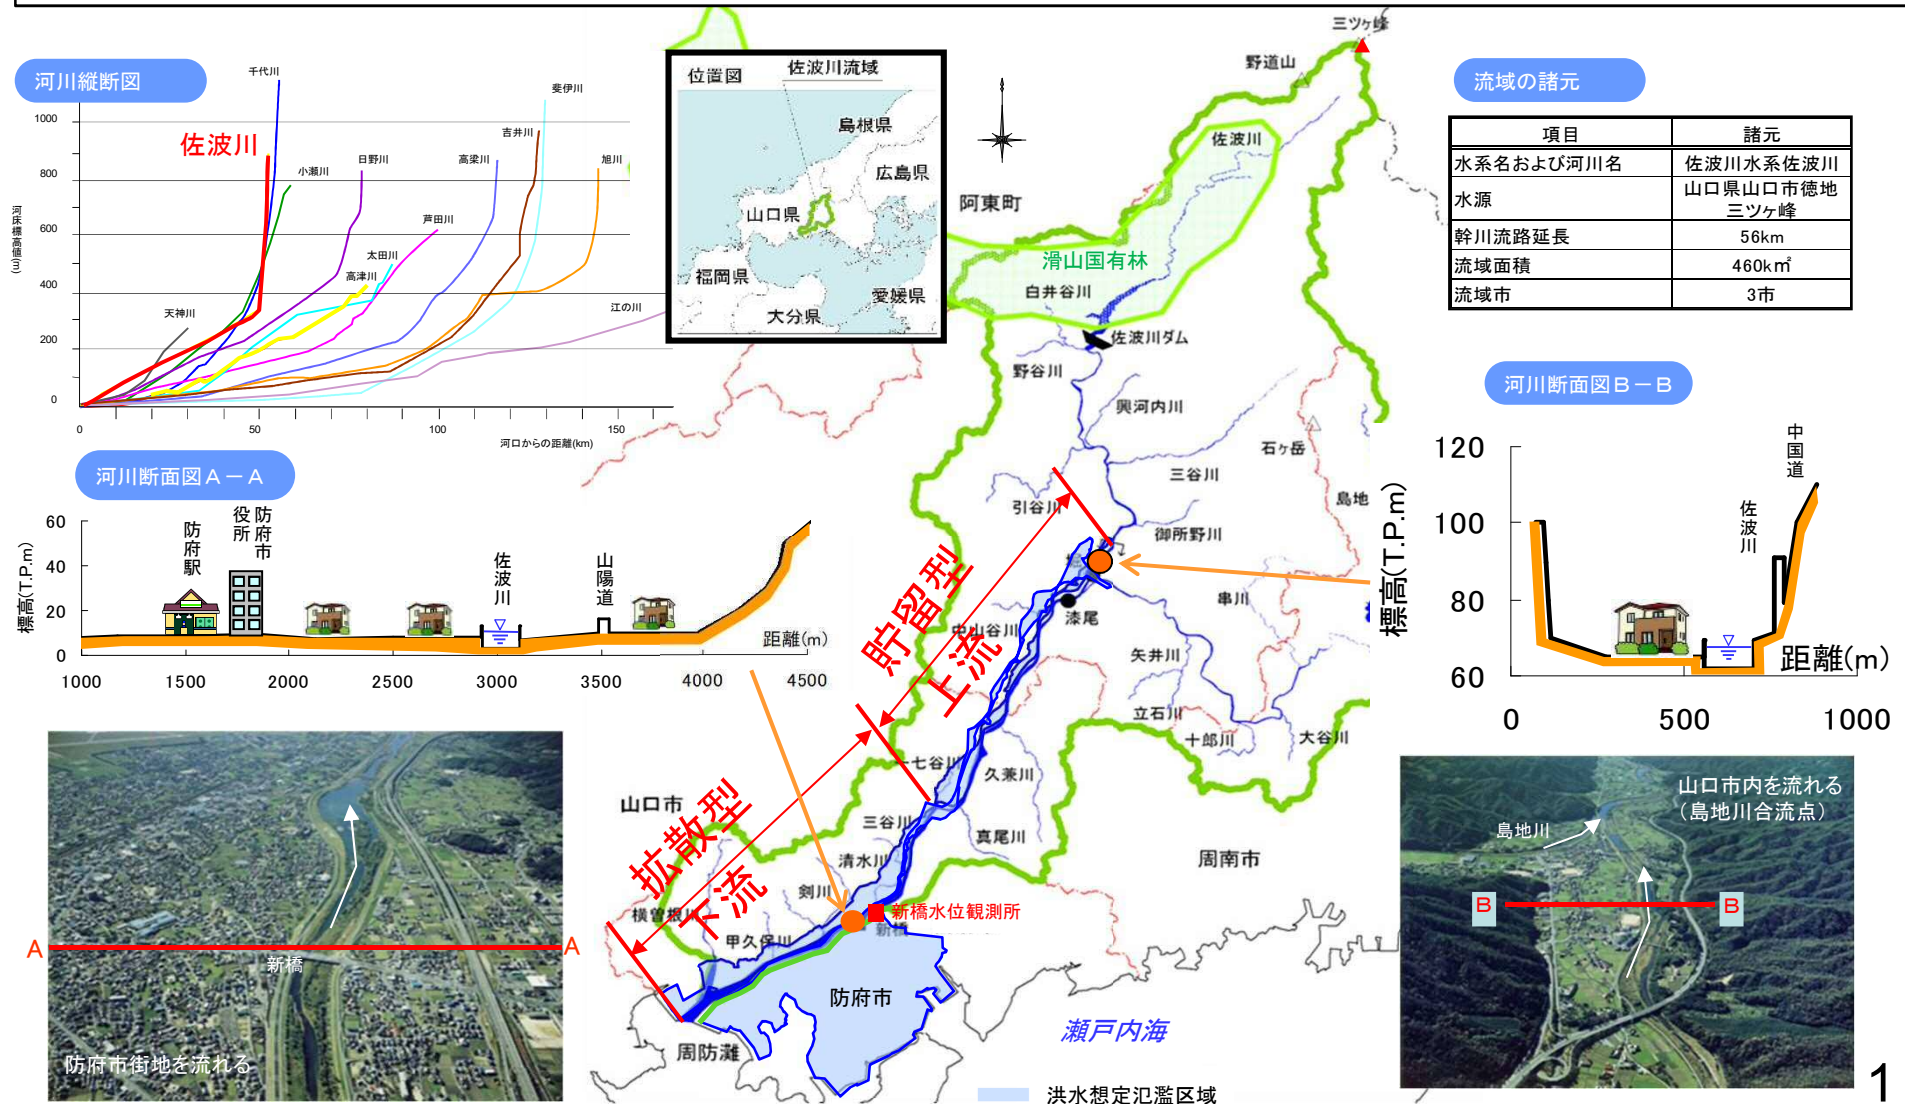 河川縦断図
千代川
斐伊川
佐波川
吉井川
小瀬川
日野川
高梁川
旭川
芦田川
太田川
高津川
天神川
江の川
河床標高値(m)
1000
800
600
400
200
0
0
50
100
150
河口からの距離(km)
位置図
佐波川流域
島根県
広島県
山口県
福岡県
愛媛県
大分県
三ツヶ峰
野道山
佐波川
阿東町
滑山国有林
白井谷川
佐波川ダム
野谷川
興河内川
石ヶ岳
三谷川
引谷川
島地
御所野川
串川
漆尾
中山谷川
矢井川
立石川
十郎川
大谷川
貯留型
上流
七谷川
久兼川
山口市
拡散型
下流
三谷川
真尾川
清水川
周南市
剣川
新橋水位観測所
新橋
横曽根川
甲久保川
防府市
瀬戸内海
周防灘
洪水想定氾濫区域
流域の諸元
項目 諸元
水系名および河川名 佐波川水系佐波川
水源 山口県山口市徳地
三ツヶ峰
幹川流路延長 56km
流域面積 460k㎡
流域市 3市
河川断面図A-A
標高(T.P.m)
60
40
20
0
防府駅
防府市
役所
佐波川
山陽道
距離(m)
1000 1500 2000 2500 3000 3500 4000 4500
河川断面図B-B
標高(T.P.m)
120
100
80
60
中国道
佐波川
距離(m)
0 500 1000
A
A
新橋
防府市街地を流れる
山口市内を流れる
(島地川合流点)
島地川
B
B
1